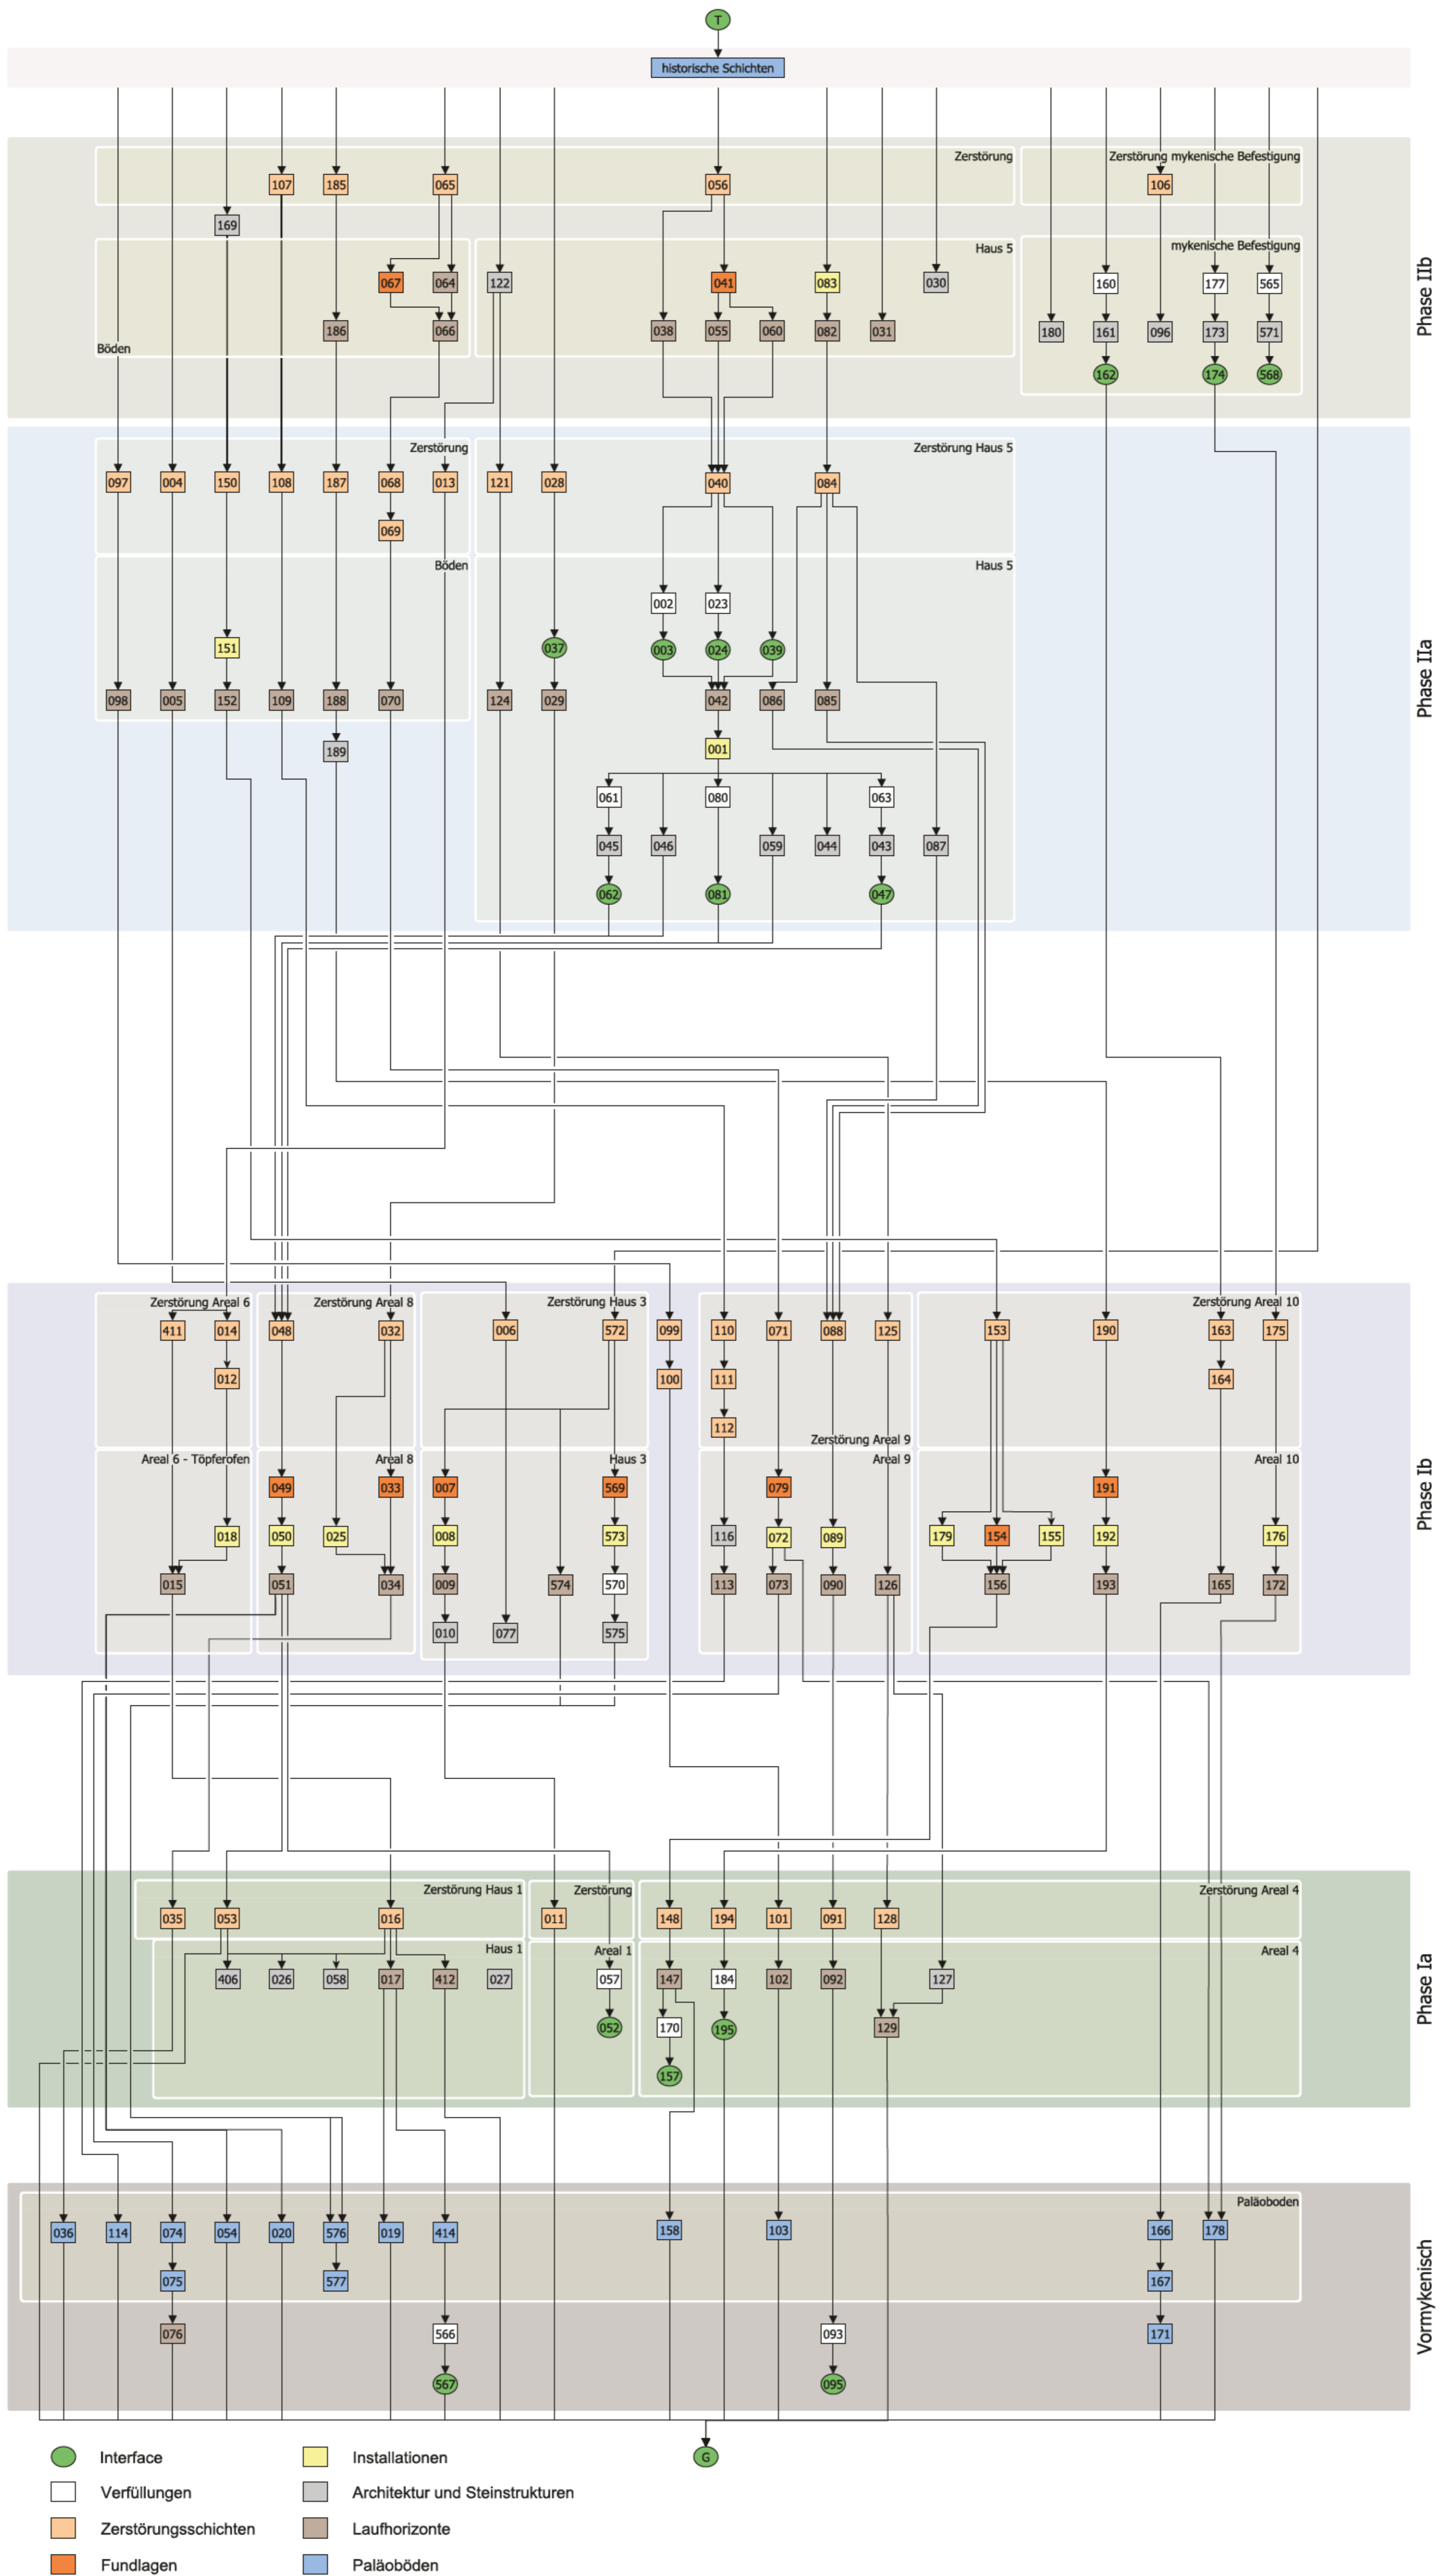 T
historische Schichten
Zerstörung Zerstörung mykenische Befestigung
107 185 065 056 106
169
Haus 5 mykenische Befestigung
067 064 122 041 083 030 160 177 565
186 066 038 055 060 082 031 180 161 096 173 571
Böden
162 174 568
Phase IIb
Zerstörung Zerstörung Haus 5
097 004 150 108 187 068 013 121 028 040 084
069
Böden Haus 5
002 023
151 037 003 024 039
098 005 152 109 188 070 124 029 042 086 085
189 001
061 080 063
045 046 059 044 043 087
062 081 047
Phase IIa
Zerstörung Areal 6 Zerstörung Areal 8 Zerstörung Haus 3 Zerstörung Areal 10
411 014 048 032 006 572 099 110 071 088 125 153 190 163 175
012 100 111 164
112
Zerstörung Areal 9
Areal 6 - Töpferofen Areal 8 Haus 3 Areal 9 Areal 10
049 033 007 569 079 191
018 050 025 008 573 116 072 089 179 154 155 192 176
015 051 034 009 574 570 113 073 090 126 156 193 165 172
010 077 575
Phase Ib
Zerstörung Haus 1 Zerstörung Zerstörung Areal 4
035 053 016 011 148 194 101 091 128
Haus 1 Areal 1 Areal 4
406 026 058 017 412 027 057 147 184 102 092 127
052 170 195 129
157
Phase Ia
Paläoboden
036 114 074 054 020 576 019 414 158 103 166 178
075 577 167
076 566 093 171
567 095
Vormykenisch
G
Interface
Verfüllungen
Zerstörungsschichten
Fundlagen
Installationen
Architektur und Steinstrukturen
Laufhorizonte
Paläoböden